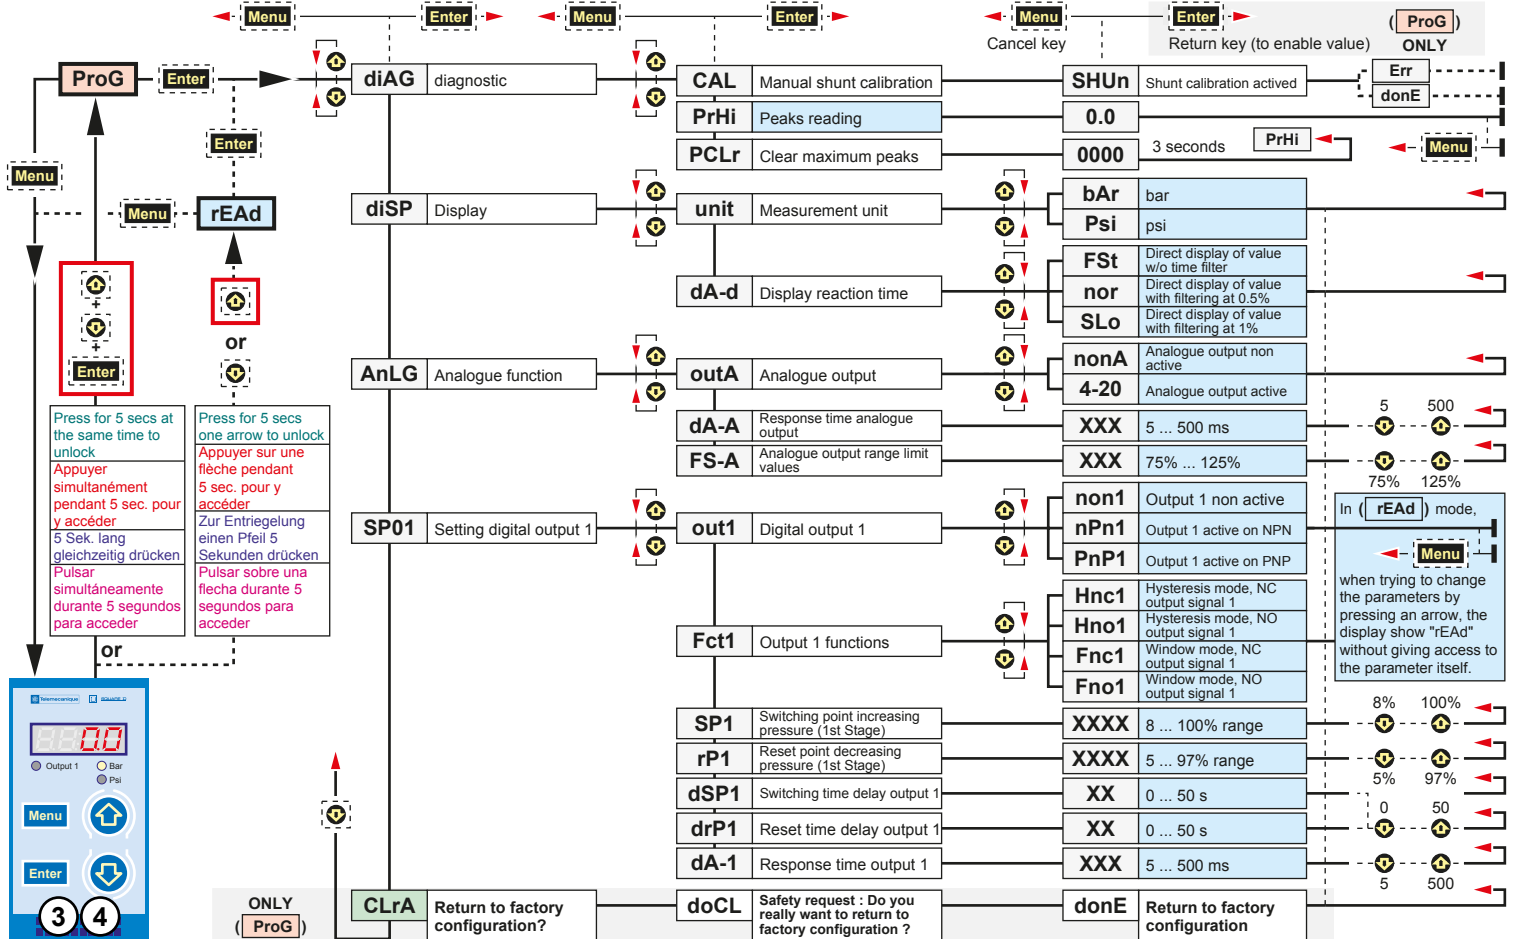 Menu Enter Menu Enter Menu Enter
Cancel key Return key (to enable value)
( ProG )
ONLY
ProG Enter
diAG diagnostic
CAL Manual shunt calibration
SHUn Shunt calibration actived
Err
donE
PrHi Peaks reading
0.0
PCLr Clear maximum peaks
0000 3 seconds PrHi
Menu
Enter
Menu
Menu rEAd
diSP Display
unit Measurement unit
bAr bar
Psi psi
dA-d Display reaction time
FSt Direct display of value
w/o time filter
nor Direct display of value
with filtering at 0.5%
SLo Direct display of value
with filtering at 1%
+
+
Enter
or
AnLG Analogue function
outA Analogue output
nonA Analogue output non
active
4-20 Analogue output active
dA-A Response time analogue
output
XXX 5 ... 500 ms
5 500
FS-A Analogue output range limit
values
XXX 75% ... 125%
75% 125%
Press for 5 secs at
the same time to
unlock
Appuyer
simultanément
pendant 5 sec. pour
y accéder
5 Sek. lang
gleichzeitig drücken
Pulsar
simultáneamente
durante 5 segundos
para acceder
Press for 5 secs
one arrow to unlock
Appuyer sur une
flèche pendant
5 sec. pour y
accéder
Zur Entriegelung
einen Pfeil 5
Sekunden drücken
Pulsar sobre una
flecha durante 5
segundos para
acceder
or
SP01 Setting digital output 1
out1 Digital output 1
non1 Output 1 non active
nPn1 Output 1 active on NPN
PnP1 Output 1 active on PNP
In ( rEAd ) mode,
Menu
when trying to change
the parameters by
pressing an arrow, the
display show "rEAd"
without giving access to
the parameter itself.
Fct1 Output 1 functions
Hnc1 Hysteresis mode, NC
output signal 1
Hno1 Hysteresis mode, NO
output signal 1
Fnc1 Window mode, NC
output signal 1
Fno1 Window mode, NO
output signal 1
SP1 Switching point increasing
pressure (1st Stage)
XXXX 8 ... 100% range
8% 100%
rP1 Reset point decreasing
pressure (1st Stage)
XXXX 5 ... 97% range
5% 97%
dSP1 Switching time delay output 1
XX 0 ... 50 s
0 50
drP1 Reset time delay output 1
XX 0 ... 50 s
dA-1 Response time output 1
XXX 5 ... 500 ms
5 500
Telemecanique SQUARE D
0.0
Output 1 Bar
Psi
Menu
Enter
3 4
ONLY
( ProG )
CLrA Return to factory
configuration?
doCL Safety request : Do you
really want to return to
factory configuration ?
donE Return to factory
configuration